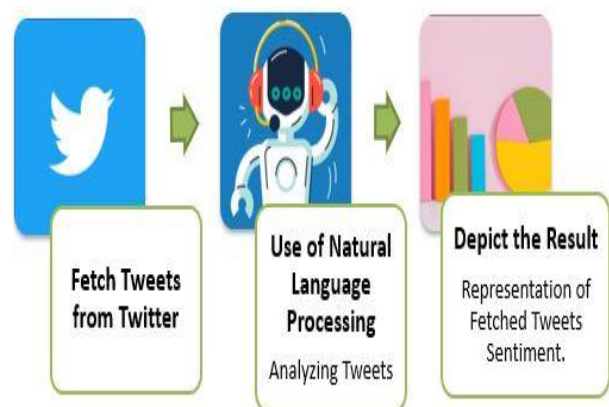 Fetch Tweets
from Twitter
Use of Natural
Language
Processing
Analyzing Tweets
Depict the Result
Representation of
Fetched Tweets
Sentiment.